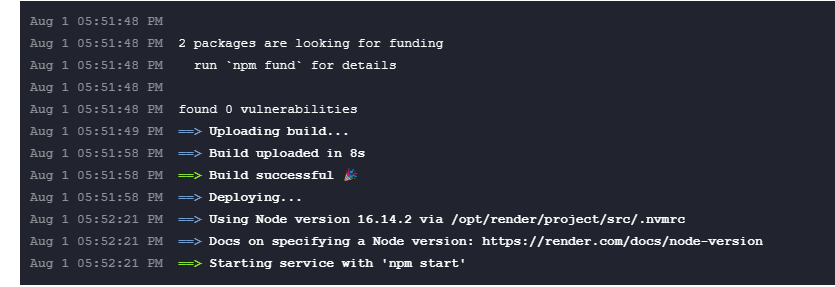 Aug 1 05:51:48 PM
Aug 1 05:51:48 PM 2 packages are looking for funding
Aug 1 05:51:48 PM   run `npm fund` for details
Aug 1 05:51:48 PM
Aug 1 05:51:48 PM found 0 vulnerabilities
Aug 1 05:51:49 PM ==> Uploading build...
Aug 1 05:51:58 PM ==> Build uploaded in 8s
Aug 1 05:51:58 PM ==> Build successful 🎉
Aug 1 05:51:58 PM ==> Deploying...
Aug 1 05:52:21 PM ==> Using Node version 16.14.2 via /opt/render/project/src/.nvmrc
Aug 1 05:52:21 PM ==> Docs on specifying a Node version: https://render.com/docs/node-version
Aug 1 05:52:21 PM ==> Starting service with 'npm start'